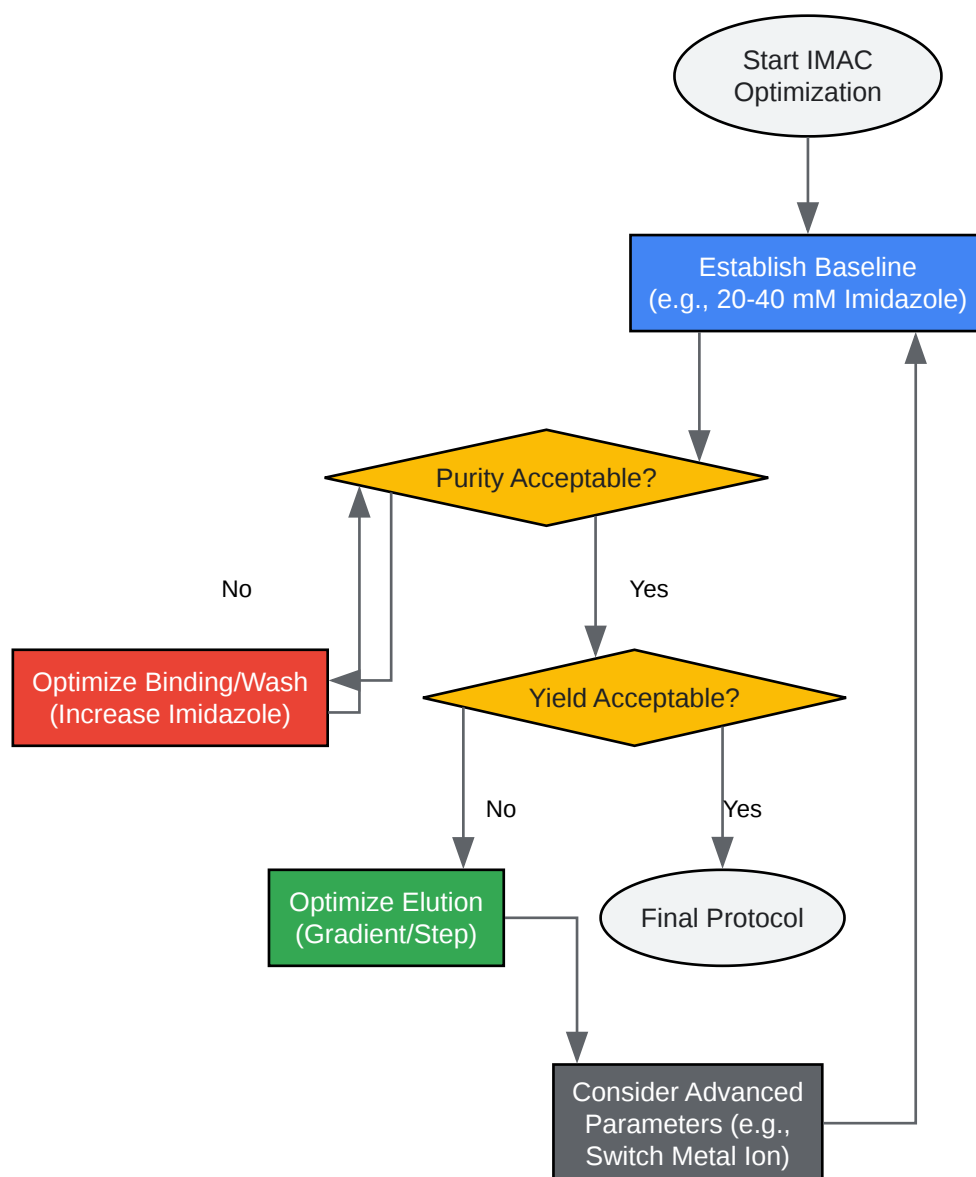 Start IMAC
Optimization
Establish Baseline
(e.g., 20-40 mM Imidazole)
Purity Acceptable?
No
Yes
Optimize Binding/Wash
(Increase Imidazole)
Yield Acceptable?
No
Yes
Optimize Elution
(Gradient/Step)
Final Protocol
Consider Advanced
Parameters (e.g.,
Switch Metal Ion)